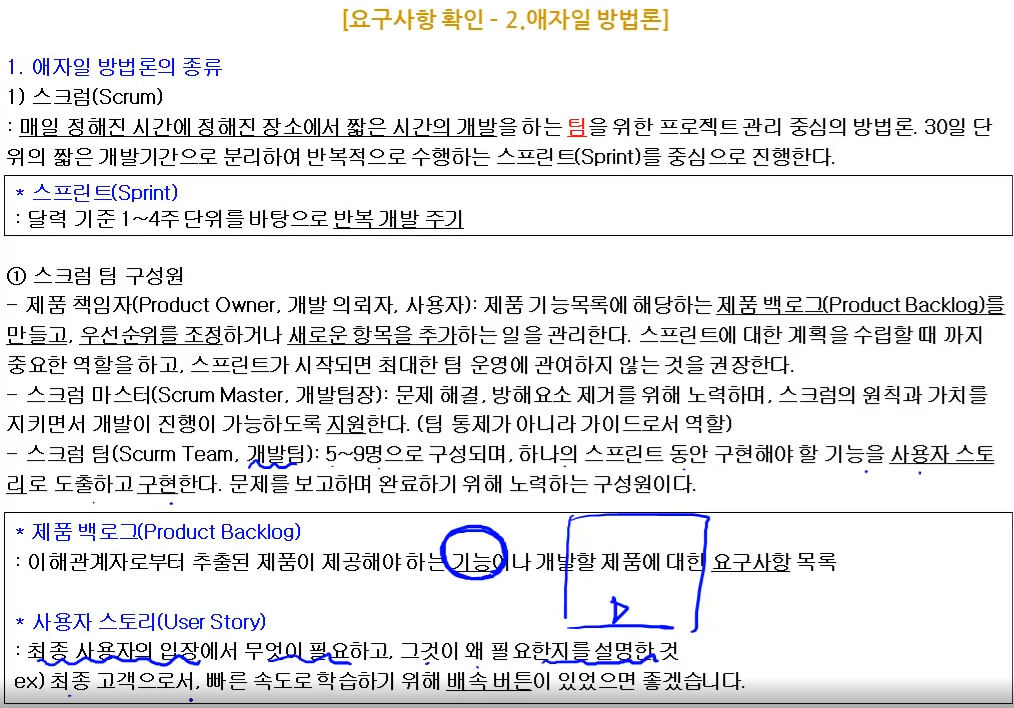 [요구사항 확인 - 2.애자일 방법론]
1. 애자일 방법론의 종류
1) 스크럼(Scrum)
: 매일 정해진 시간에 정해진 장소에서 짧은 시간의 개발을 하는 팀을 위한 프로젝트 관리 중심의 방법론. 30일 단
위의 짧은 개발기간으로 분리하여 반복적으로 수행하는 스프린트(Sprint)를 중심으로 진행한다.
* 스프린트(Sprint)
: 달력 기준 1~4주 단위를 바탕으로 반복 개발 주기
① 스크럼 팀 구성원
- 제품 책임자(Product Owner, 개발 의뢰자, 사용자): 제품 기능목록에 해당하는 제품 백로그(Product Backlog)를
만들고, 우선순위를 조정하거나 새로운 항목을 추가하는 일을 관리한다. 스프린트에 대한 계획을 수립할 때 까지
중요한 역할을 하고, 스프린트가 시작되면 최대한 팀 운영에 관여하지 않는 것을 권장한다.
- 스크럼 마스터(Scrum Master, 개발팀장): 문제 해결, 방해요소 제거를 위해 노력하며, 스크럼의 원칙과 가치를
지키면서 개발이 진행이 가능하도록 지원한다. (팀 통제가 아니라 가이드로서 역할)
- 스크럼 팀(Scurm Team, 개발팀): 5~9명으로 구성되며, 하나의 스프린트 동안 구현해야 할 기능을 사용자 스토
리로 도출하고 구현한다. 문제를 보고하며 완료하기 위해 노력하는 구성원이다.
* 제품 백로그(Product Backlog)
: 이해관계자로부터 추출된 제품이 제공해야 하는 기능이나 개발할 제품에 대한 요구사항 목록
* 사용자 스토리(User Story)
: 최종 사용자의 입장에서 무엇이 필요하고, 그것이 왜 필요한지를 설명한 것
ex) 최종 고객으로서, 빠른 속도로 학습하기 위해 배속 버튼이 있었으면 좋겠습니다.